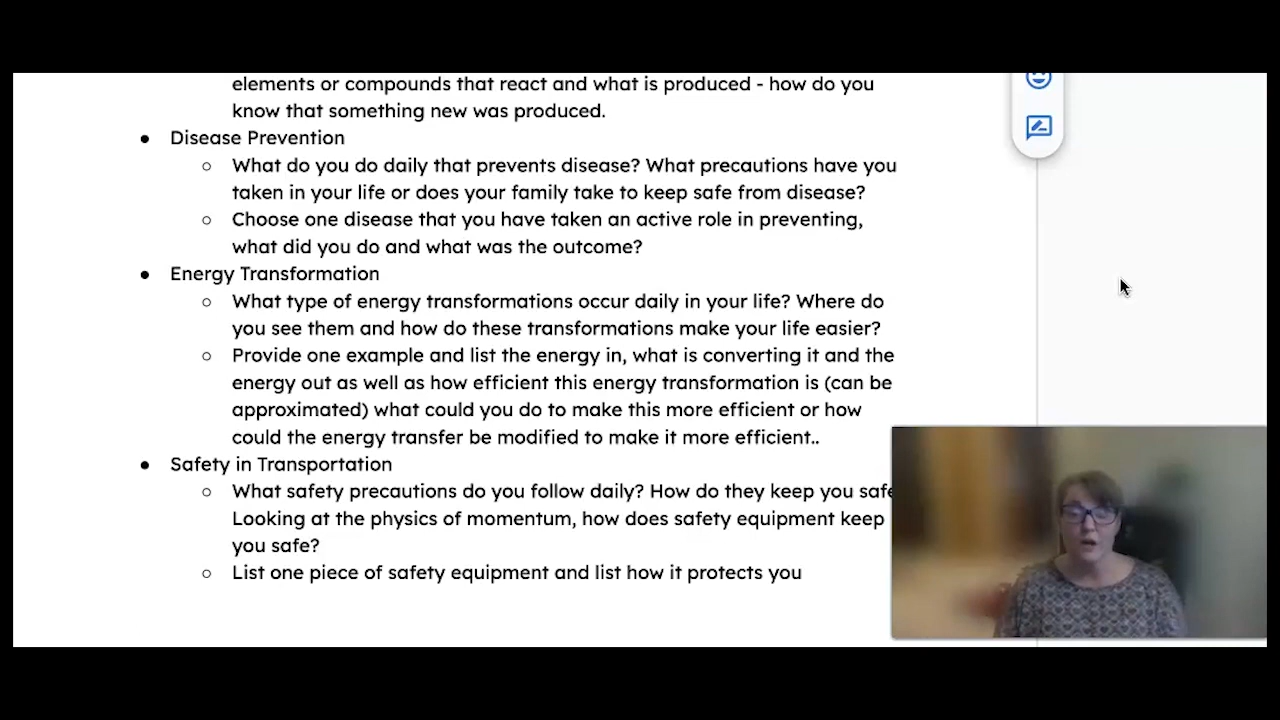 elements or compounds that react and what is produced - how do you
know that something new was produced.
● Disease Prevention
○ What do you do daily that prevents disease? What precautions have you
taken in your life or does your family take to keep safe from disease?
○ Choose one disease that you have taken an active role in preventing,
what did you do and what was the outcome?
● Energy Transformation
○ What type of energy transformations occur daily in your life? Where do
you see them and how do these transformations make your life easier?
○ Provide one example and list the energy in, what is converting it and the
energy out as well as how efficient this energy transformation is (can be
approximated) what could you do to make this more efficient or how
could the energy transfer be modified to make it more efficient..
● Safety in Transportation
○ What safety precautions do you follow daily? How do they keep you safe
Looking at the physics of momentum, how does safety equipment keep
you safe?
○ List one piece of safety equipment and list how it protects you